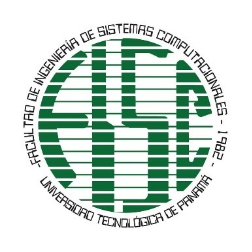 FACULTAD DE INGENIERÍA DE SISTEMAS COMPUTACIONALES - 1982 -
UNIVERSIDAD TECNOLÓGICA DE PANAMÁ
FISC